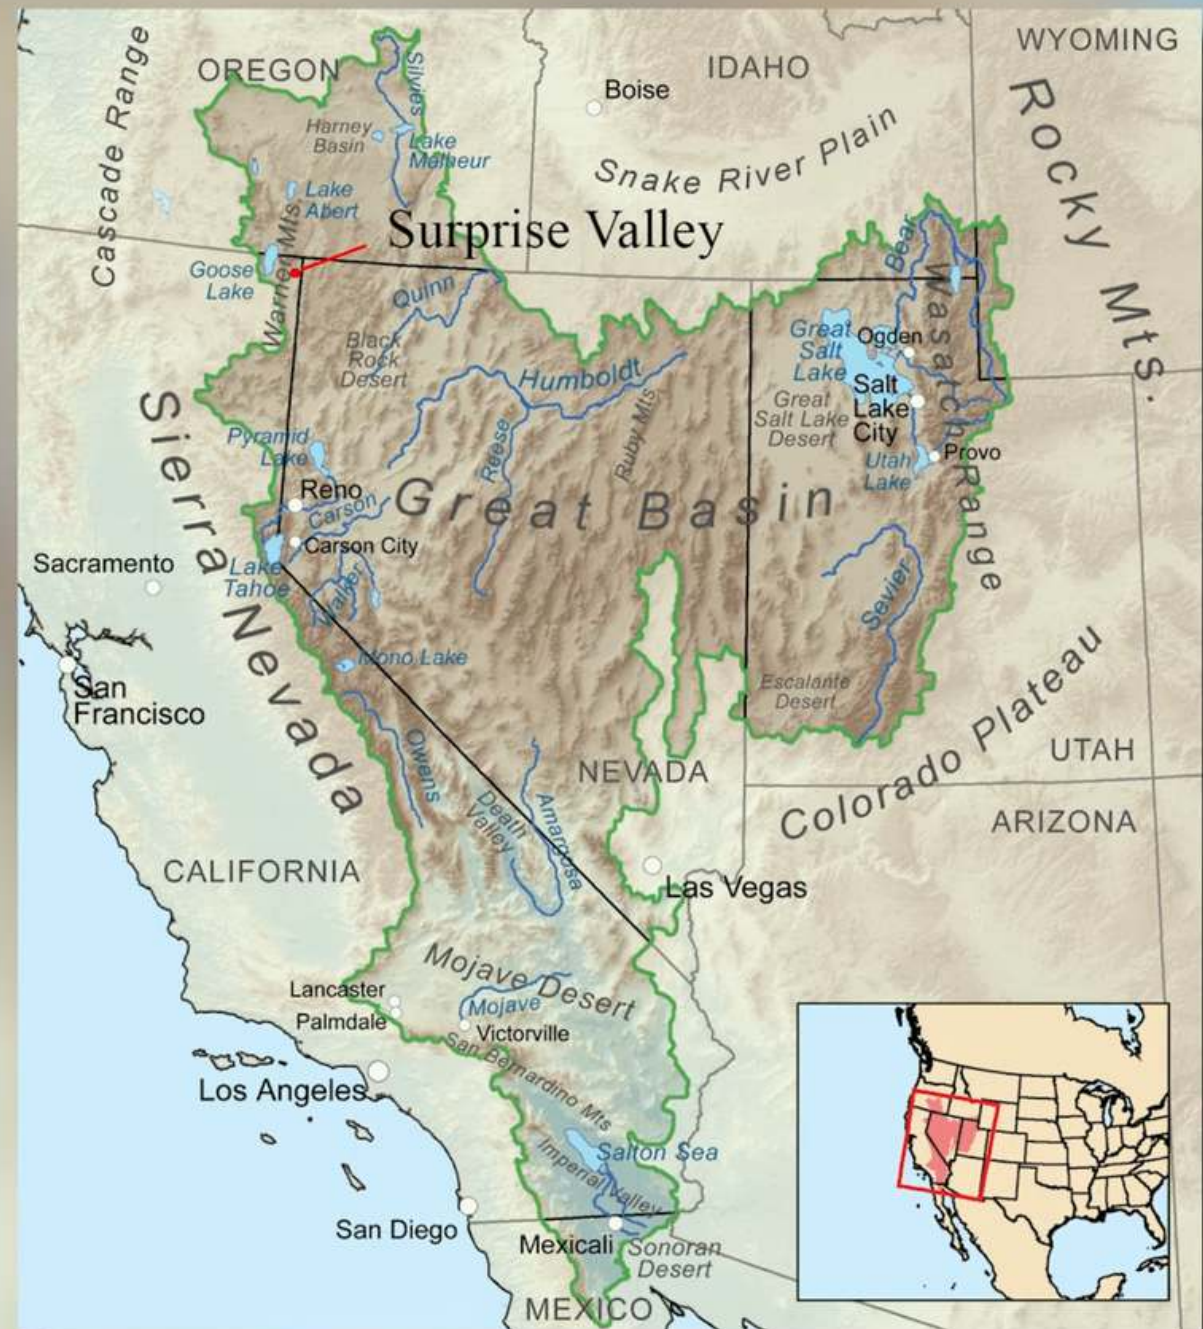 WYOMING
OREGON
IDAHO
Cascade Range
Silvies
Boise
Rocky Mts.
Harney
Basin
Lake
Malheur
Snake River Plain
Lake
Abert
Surprise Valley
Goose
Lake
Warner Mts.
Quinn
Bear
Wasatch Range
Black
Rock
Desert
Humboldt
Great
Salt
Lake
Ogden
Salt
Lake
City
Great
Salt Lake
Desert
Sierra Nevada
Ruby Mts
Pyramid
Lake
Reese
Utah
Lake
Provo
Reno
Carson
Great Basin
Carson City
Sacramento
Lake
Tahoe
Walker
Sevier
Mono Lake
San
Francisco
Escalante
Desert
Colorado Plateau
UTAH
Owens
NEVADA
Death
Valley
Amargosa
ARIZONA
CALIFORNIA
Las Vegas
Mojave Desert
Lancaster
Palmdale
Mojave
Victorville
San Bernardino Mts
Los Angeles
Salton Sea
Imperial Valley
San Diego
Mexicali
Sonoran
Desert
MEXICO